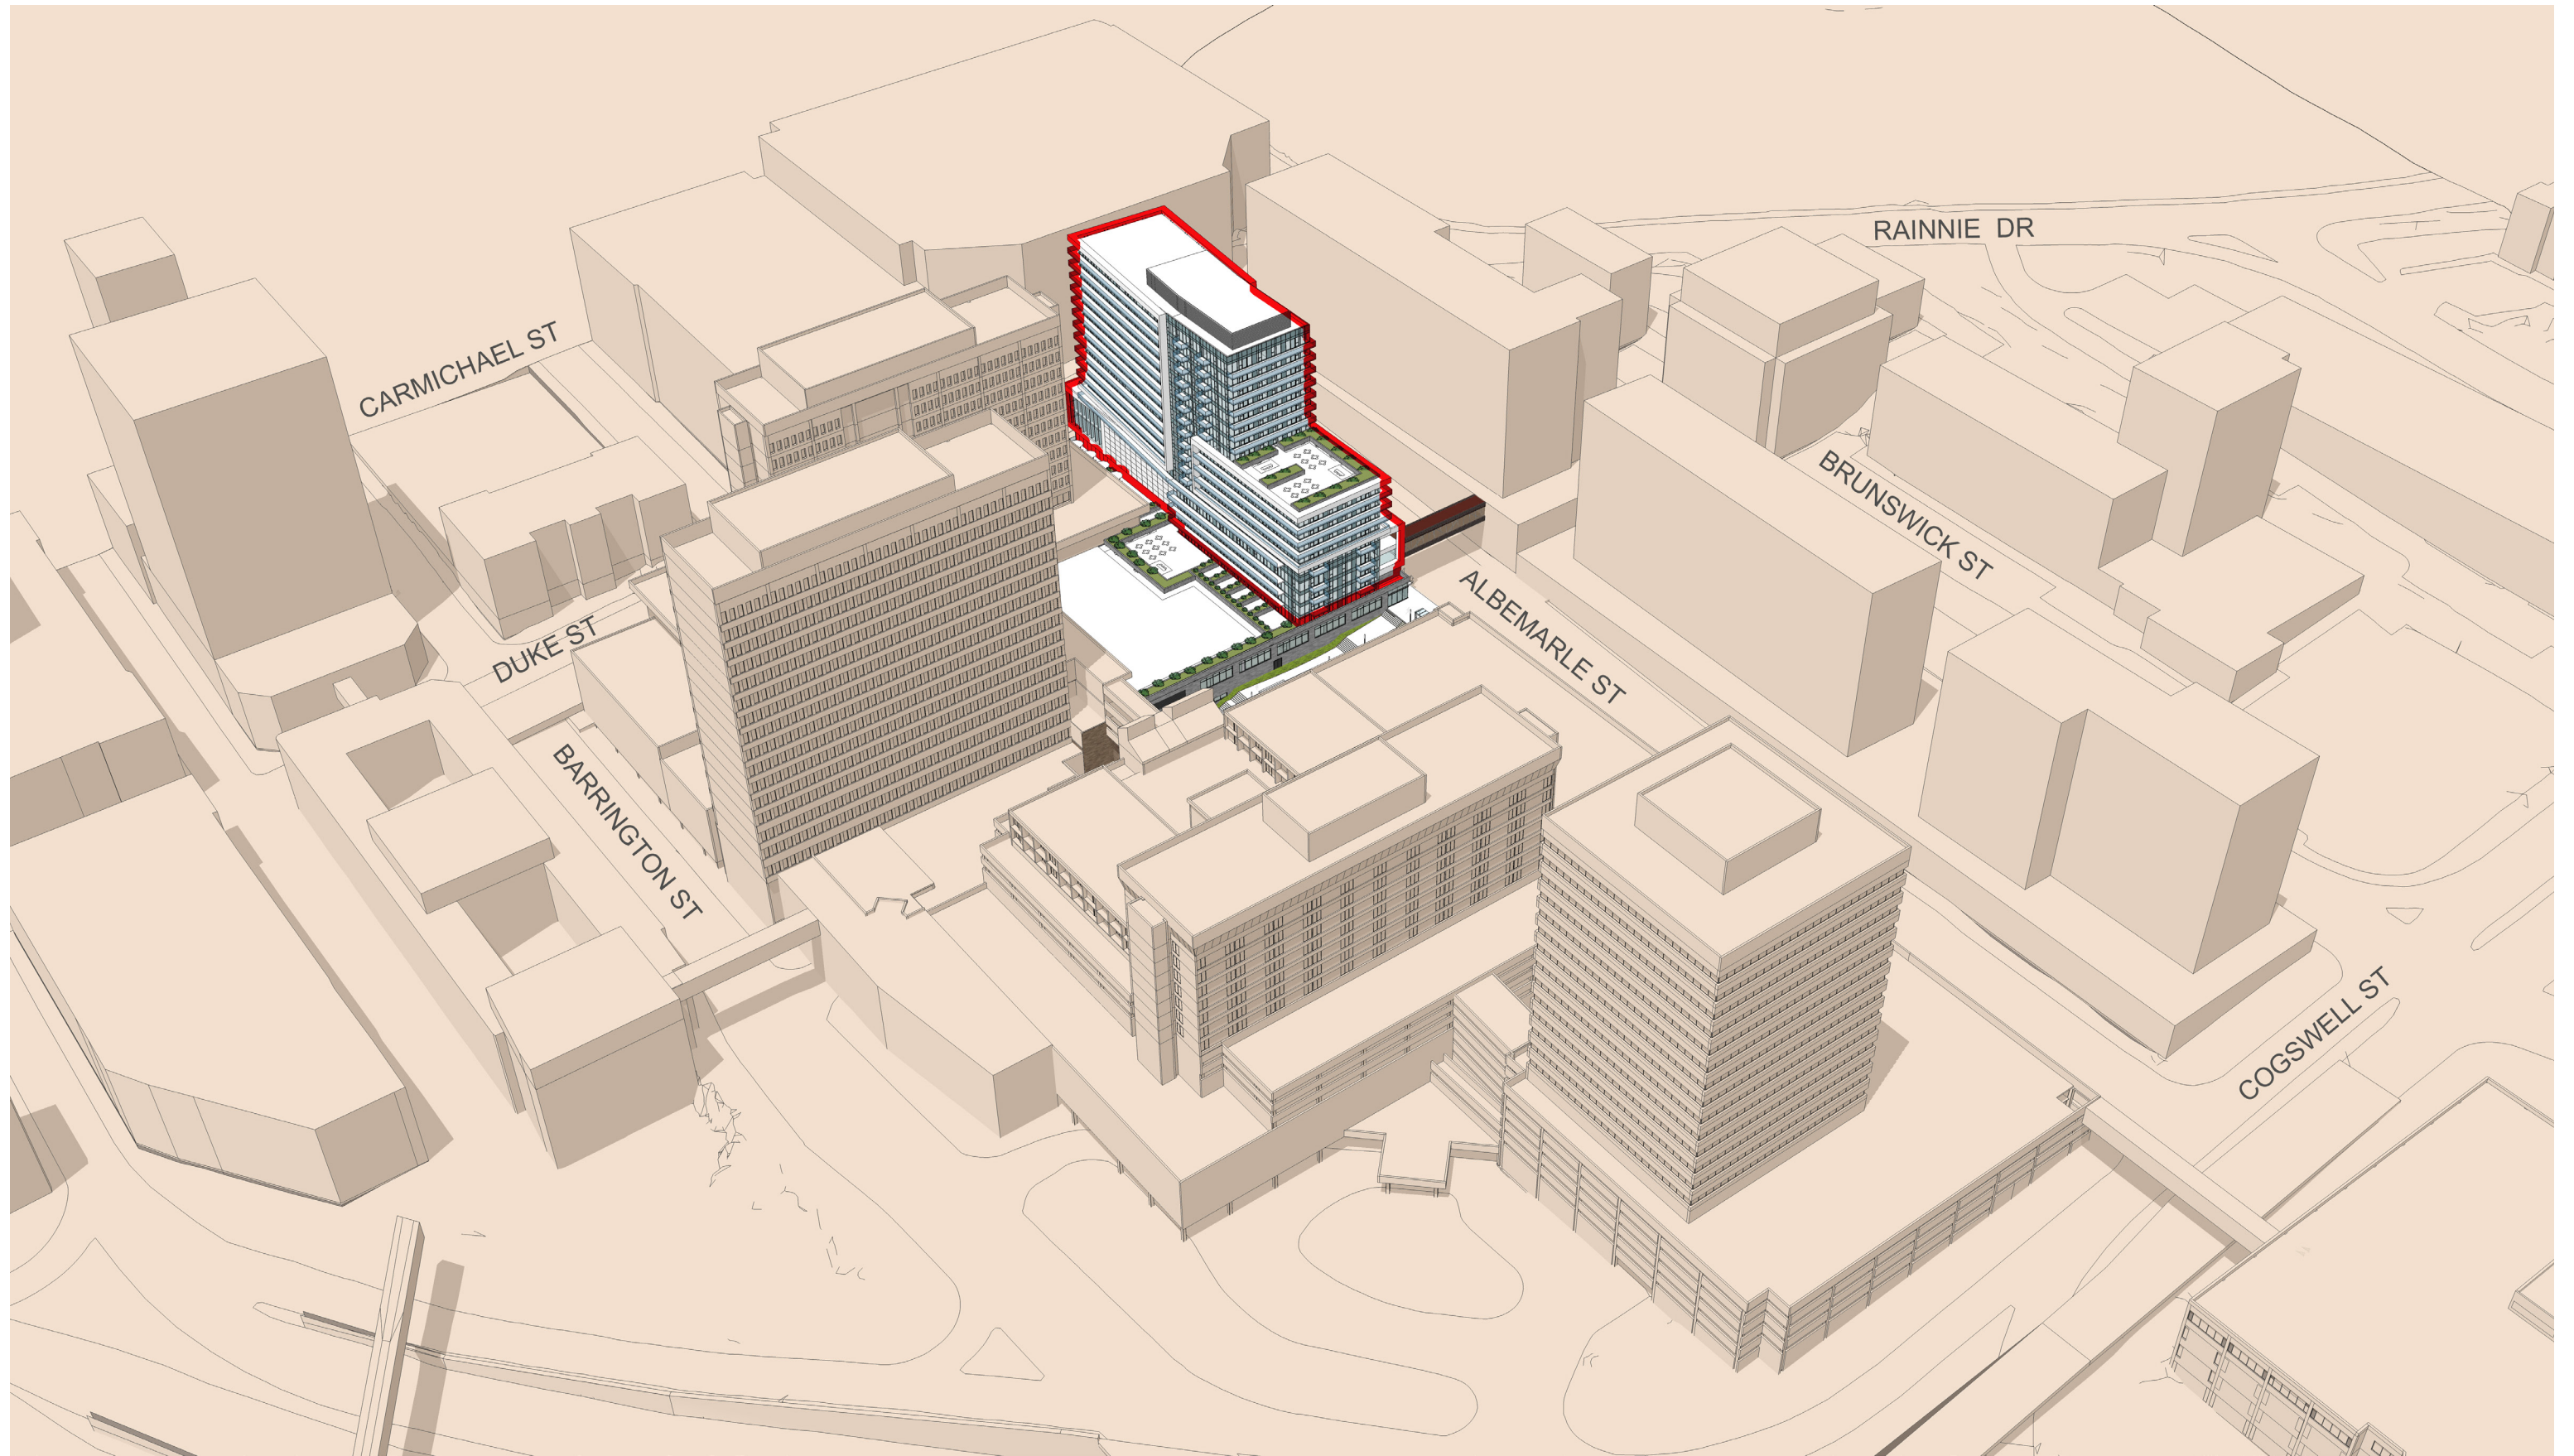 RAINNIE DR
CARMICHAEL ST
BRUNSWICK ST
ALBEMARLE ST
DUKE ST
BARRINGTON ST
COGSWELL ST